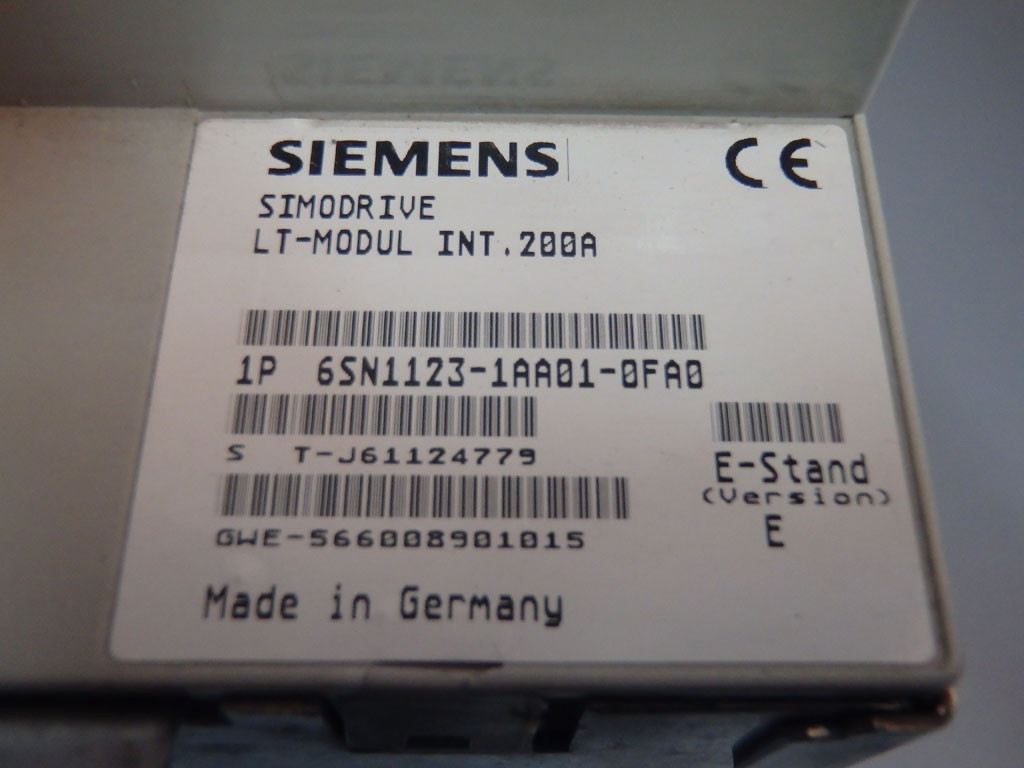 SIEMENS
CE
SIMODRIVE
LT-MODUL INT.200A
1P 6SN1123-1AA01-0FA0
S T-J61124779
E-Stand
(Version)
E
GWE-566008901015
Made in Germany